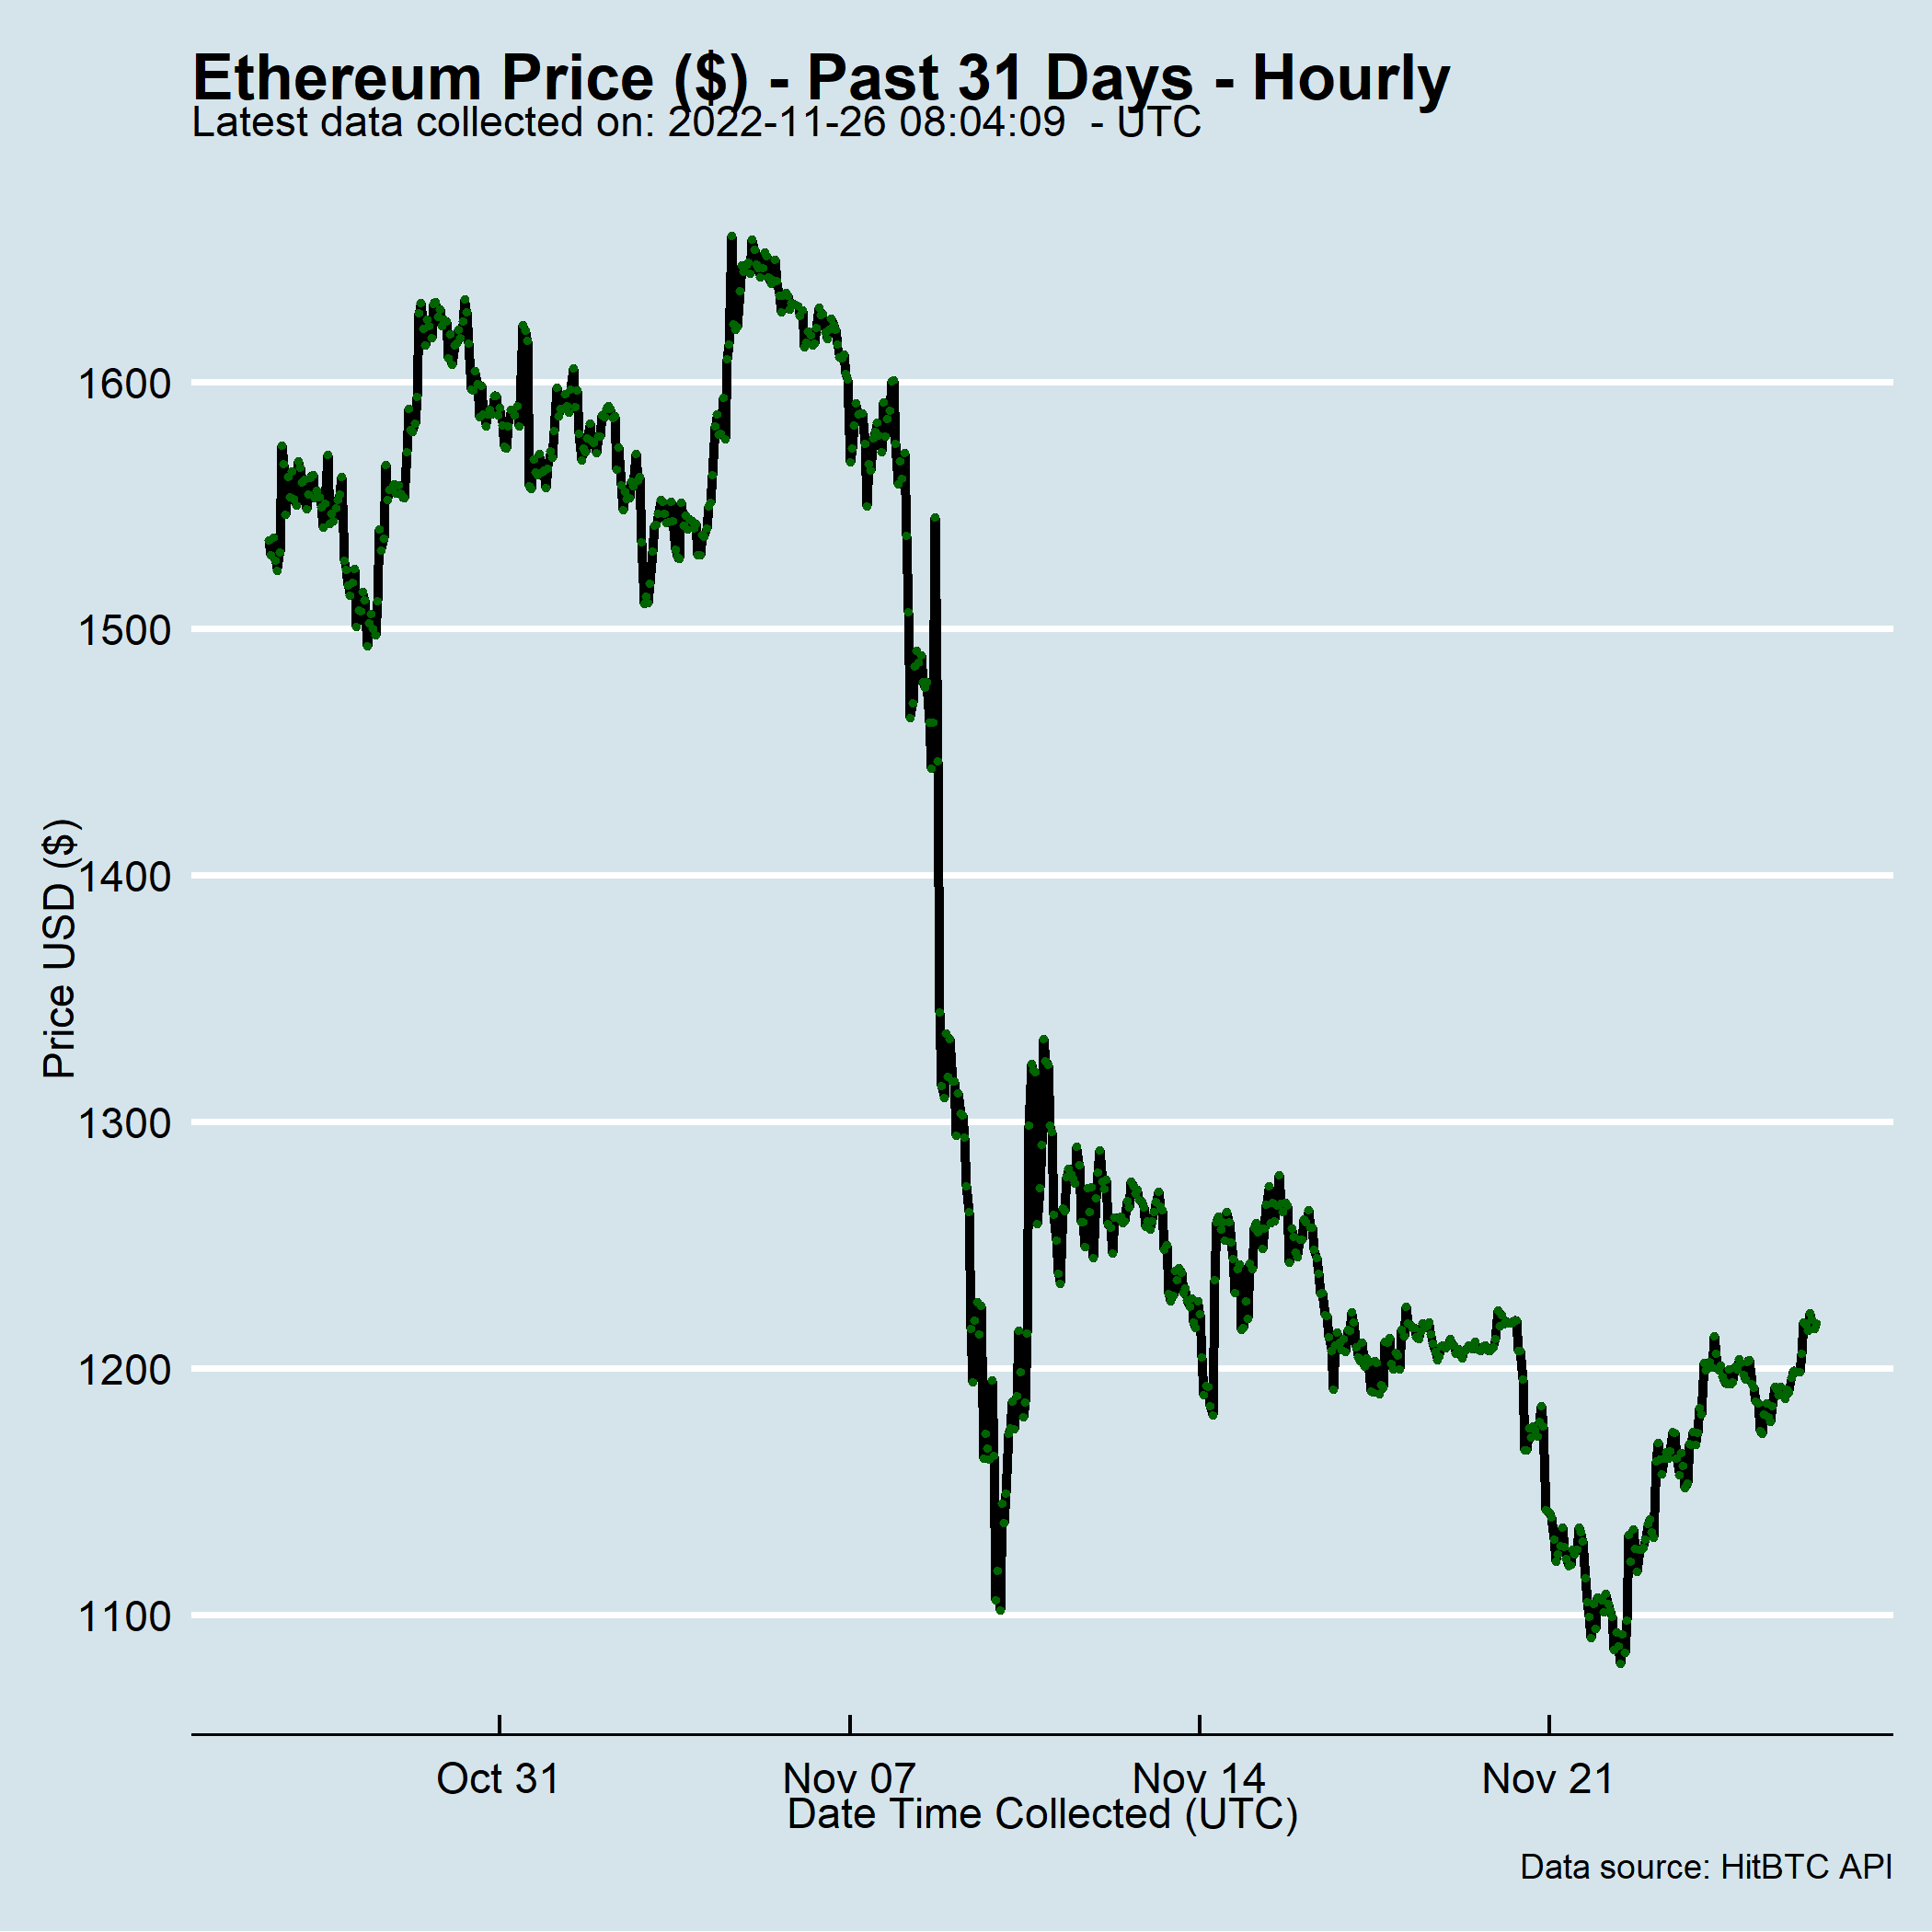 Ethereum Price ($) - Past 31 Days - Hourly
Latest data collected on: 2022-11-26 08:04:09  - UTC
Price USD ($)
1600
1500
1400
1300
1200
1100
Oct 31
Nov 07
Nov 14
Nov 21
Date Time Collected (UTC)
Data source: HitBTC API